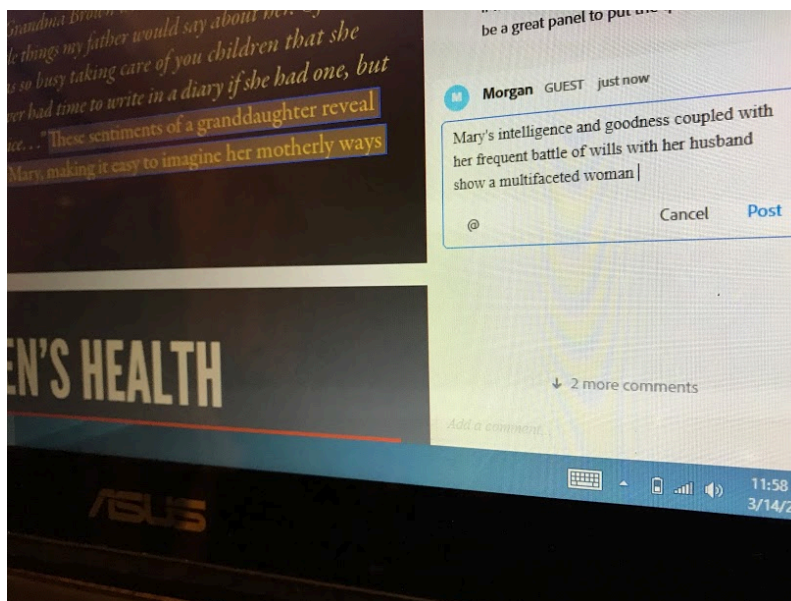 Grandma Brown
things my father would say about her.
s so busy taking care of you children that she
ver had time to write in a diary if she had one, but
ce... "These sentiments of a granddaughter reveal
Mary, making it easy to imagine her motherly ways
EN'S HEALTH
be a great panel to put
M
Morgan GUEST just now
Mary's intelligence and goodness coupled with
her frequent battle of wills with her husband
show a multifaceted woman
@
Cancel Post
↓ 2 more comments
Add a comment...
11:58
3/14/2
ASUS